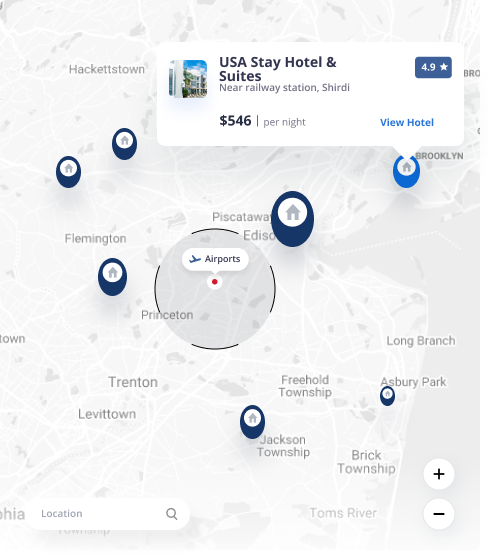 Hackettstown
USA Stay Hotel &
Suites
Near railway station, Shirdi
4.9
$546 | per night
View Hotel
BRO
BROOKLYN
Piscataway
Flemington
Edison
Airports
Princeton
town
Long Branch
Trenton
Freehold
Township
Asbury Park
Levittown
Jackson
Township
Brick
Township
Location
phia
Toms River
Township